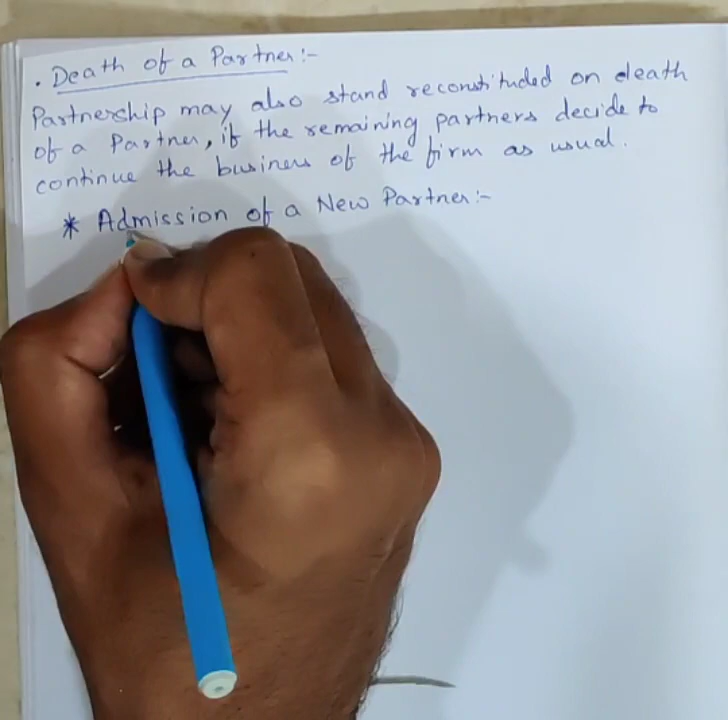 . Death of a Partner:-
Partnership may also stand reconstituded on death
of a Partner, if the remaining partners decide to
continue the business of the firm as usual.
* Admission of a New Partner:-